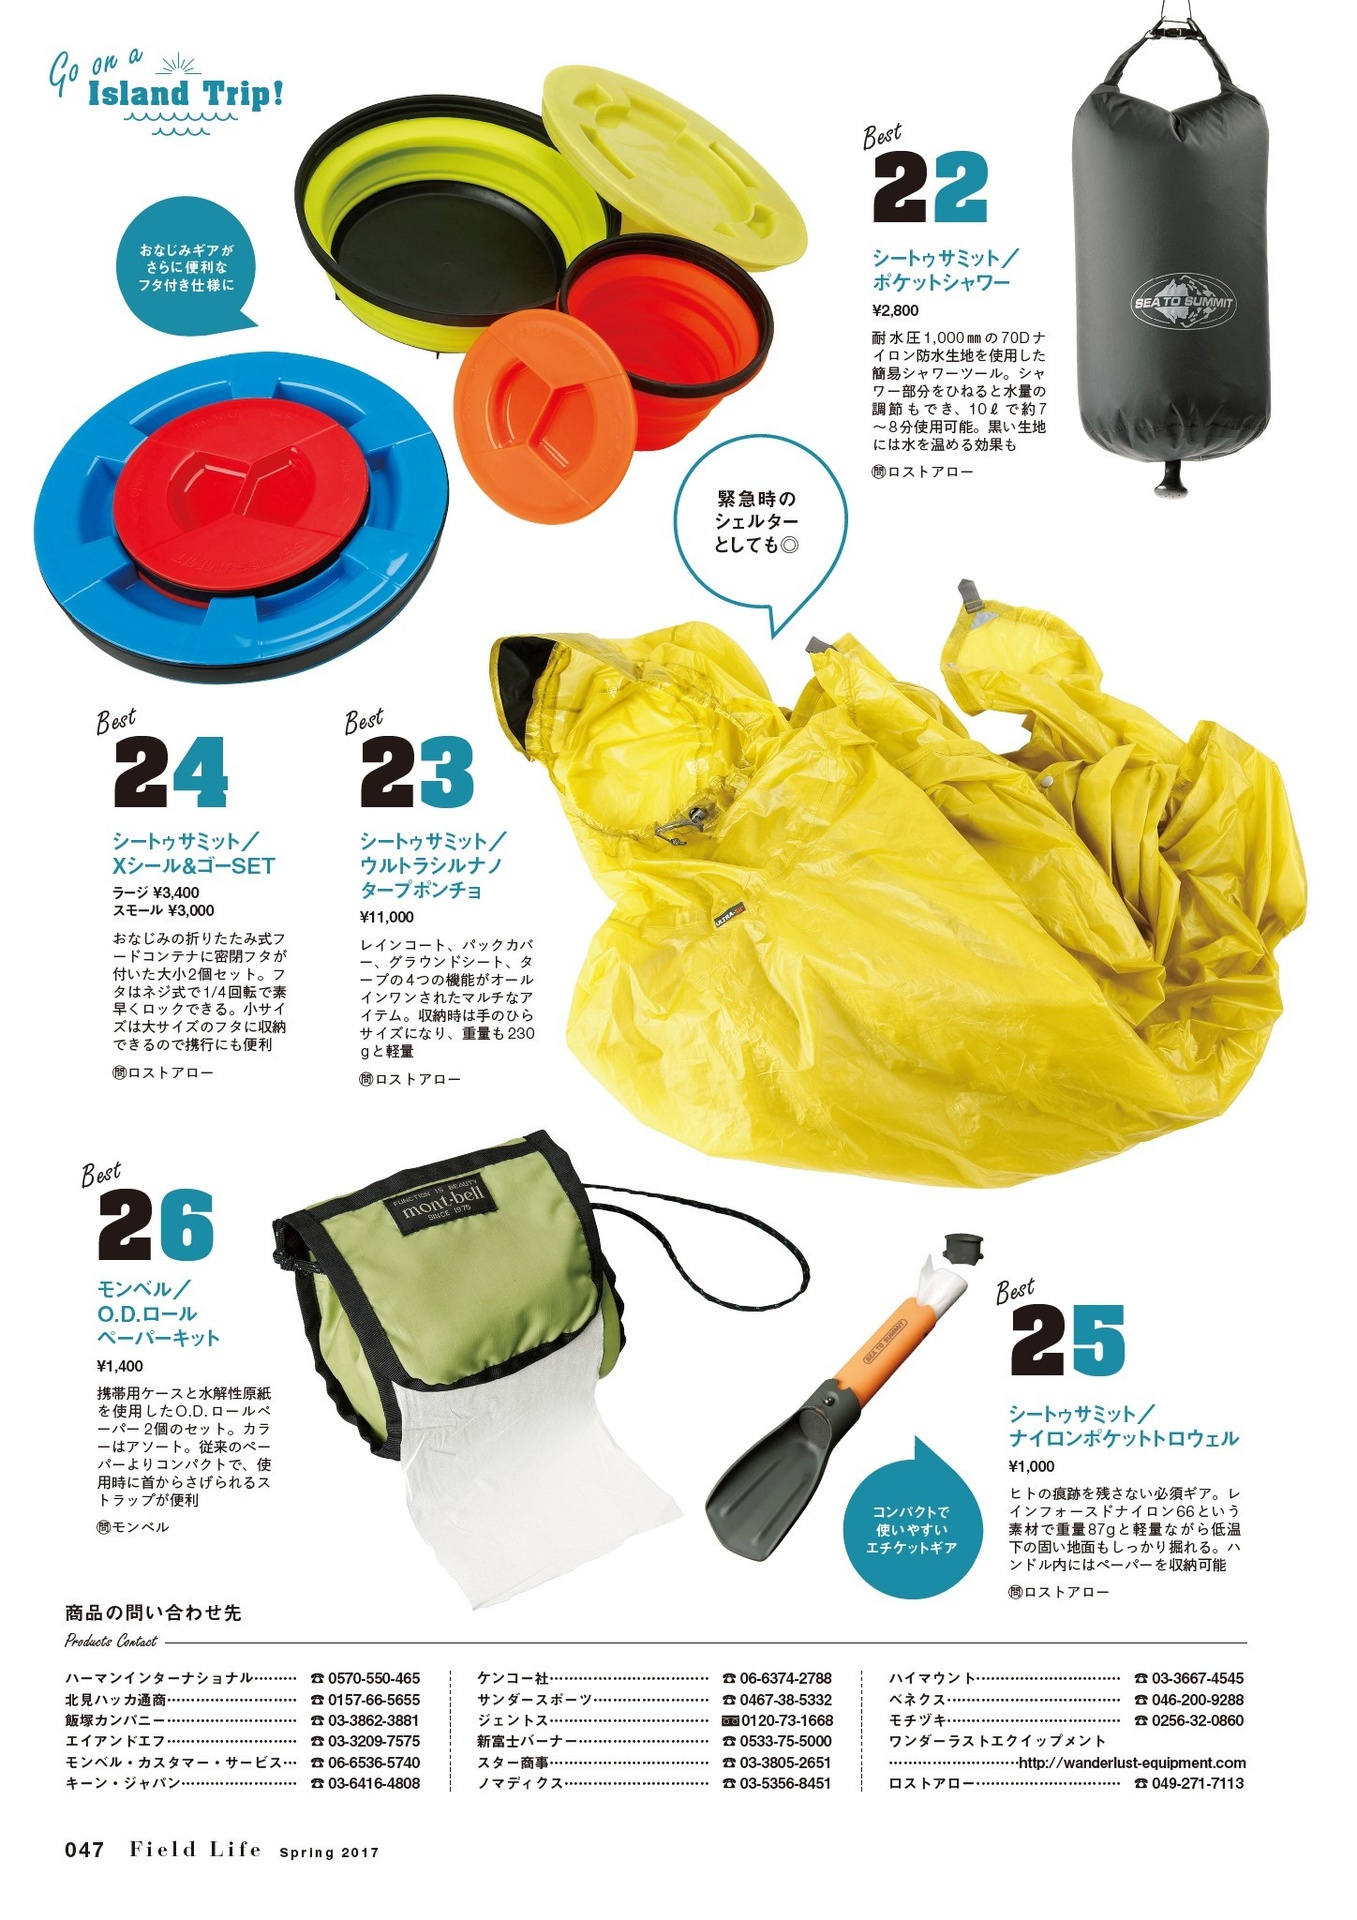 Go on a
Island Trip!
おなじみギアが
さらに便利な
フタ付き仕様に
Best
22
シートゥサミット／
ポケットシャワー
¥2,800
耐水圧1,000㎜の70Dナ
イロン防水生地を使用した
簡易シャワーツール。シャ
ワー部分をひねると水量の
調節もでき、10ℓで約7
～8分使用可能。黒い生地
には水を温める効果も
㉄ロストアロー
SEA TO SUMMIT
緊急時の
シェルター
としても◎
Best
24
シートゥサミット／
Xシール&ゴーSET
ラージ ¥3,400
スモール ¥3,000
おなじみの折りたたみ式フ
ードコンテナに密閉フタが
付いた大小2個セット。フ
タはネジ式で1/4回転で素
早くロックできる。小サイ
ズは大サイズのフタに収納
できるので携行にも便利
㉄ロストアロー
Best
23
シートゥサミット／
ウルトラシルナノ
タープポンチョ
¥11,000
レインコート、パックカバ
ー、グラウンドシート、タ
ープの4つの機能がオール
インワンされたマルチなア
イテム。収納時は手のひら
サイズになり、重量も230
gと軽量
㉄ロストアロー
ULTRA-SIL
Best
26
モンベル／
O.D.ロール
ペーパーキット
¥1,400
携帯用ケースと水解性原紙
を使用したO.D.ロールペ
ーパー2個のセット。カラ
ーはアソート。従来のペー
パーよりコンパクトで、使
用時に首からさげられるス
トラップが便利
㉄モンベル
FUNCTION IS BEAUTY
mont-bell
SINCE 1975
SEA TO SUMMIT
コンパクトで
使いやすい
エチケットギア
Best
25
シートゥサミット／
ナイロンポケットトロウェル
¥1,000
ヒトの痕跡を残さない必須ギア。レ
インフォースドナイロン66という
素材で重量87gと軽量ながら低温
下の固い地面もしっかり掘れる。ハ
ンドル内にはペーパーを収納可能
㉄ロストアロー
商品の問い合わせ先
Products Contact
ハーマンインターナショナル……… ☎ 0570-550-465
北見ハッカ通商……………………… ☎ 0157-66-5655
飯塚カンパニー……………………… ☎ 03-3862-3881
エイアンドエフ……………………… ☎ 03-3209-7575
モンベル・カスタマー・サービス… ☎ 06-6536-5740
キーン・ジャパン…………………… ☎ 03-6416-4808
ケンコー社…………………………… ☎ 06-6374-2788
サンダースポーツ…………………… ☎ 0467-38-5332
ジェントス…………………………… 0120-73-1668
新富士バーナー……………………… ☎ 0533-75-5000
スター商事…………………………… ☎ 03-3805-2651
ノマディクス………………………… ☎ 03-5356-8451
ハイマウント………………………… ☎ 03-3667-4545
ベネクス……………………………… ☎ 046-200-9288
モチヅキ……………………………… ☎ 0256-32-0860
ワンダーラストエクイップメント
………………………http://wanderlust-equipment.com
ロストアロー………………………… ☎ 049-271-7113
047 Field Life Spring 2017